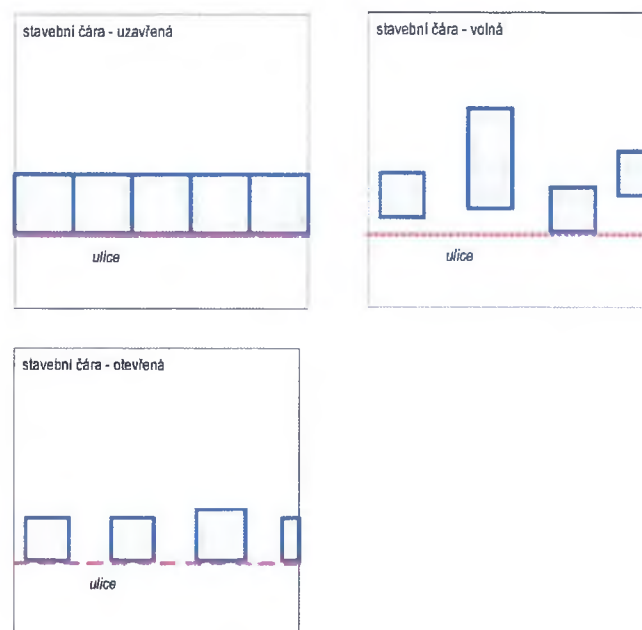 stavební čára - uzavřená
ulice
stavební čára - volná
ulice
stavební čára - otevřená
ulice